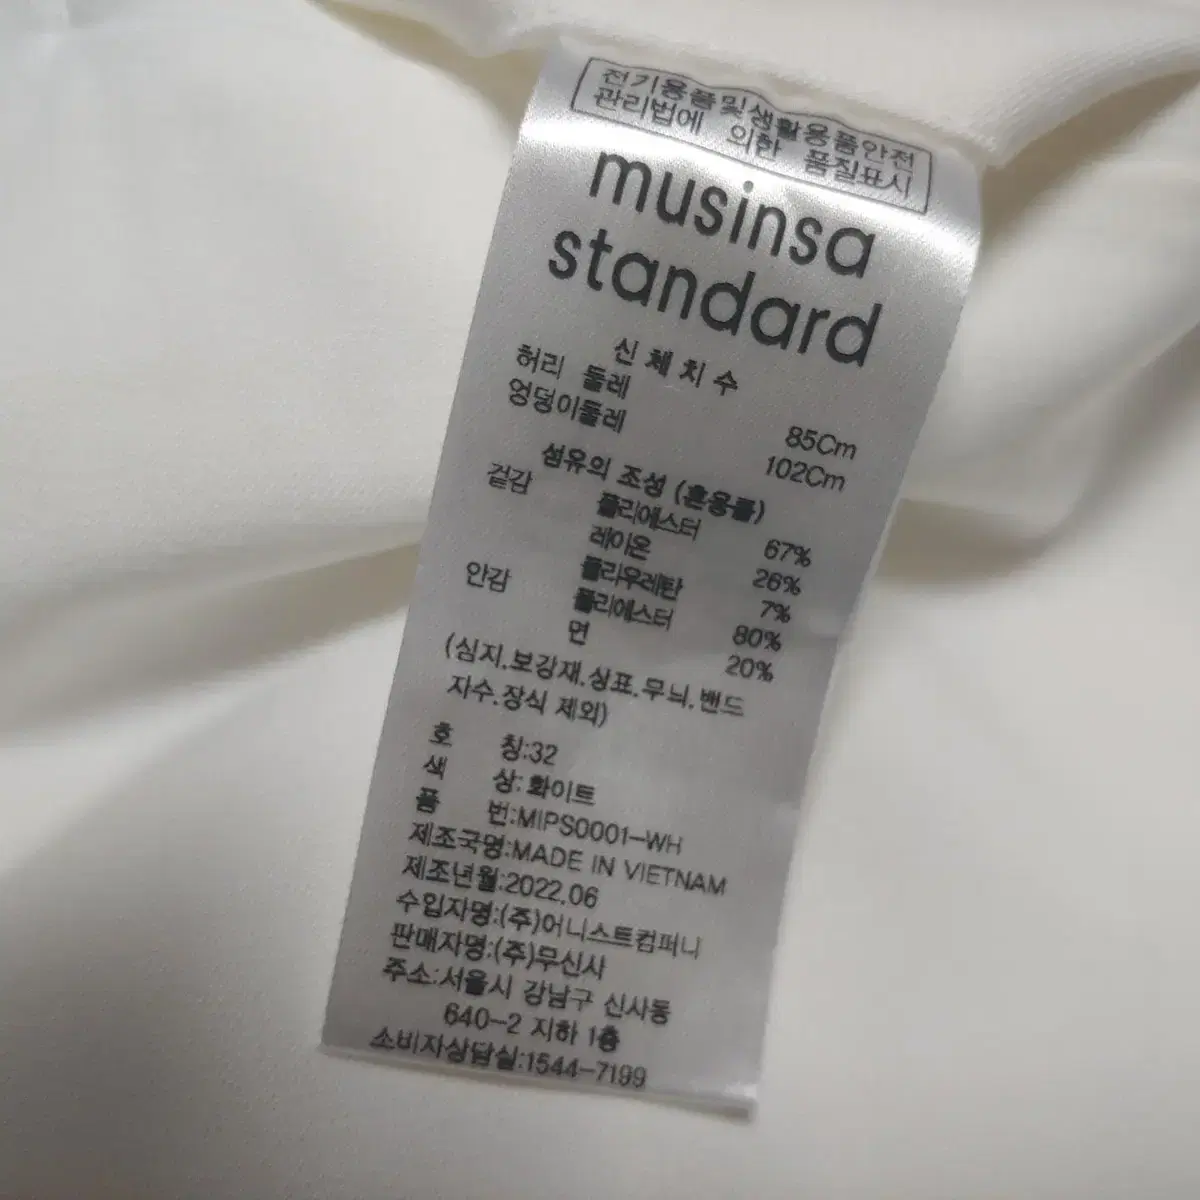 전기용품및생활용품안전
관리법에 의한 품질표시
musinsa
standard
신체치수
허리 둘레 85Cm
엉덩이둘레 102Cm
섬유의 조성 (혼용률)
겉감 폴리에스터 67%
레이온 26%
폴리우레탄 7%
안감 폴리에스터 80%
면 20%
(심지,보강재,상표,무늬,밴드
자수,장식 제외)
호 칭:32
색 상:화이트
품 번:MIPS0001-WH
제조국명:MADE IN VIETNAM
제조년월:2022.06
수입자명:(주)어니스트컴퍼니
판매자명:(주)무신사
주소:서울시 강남구 신사동
640-2 지하 1층
소비자상담실:1544-7199